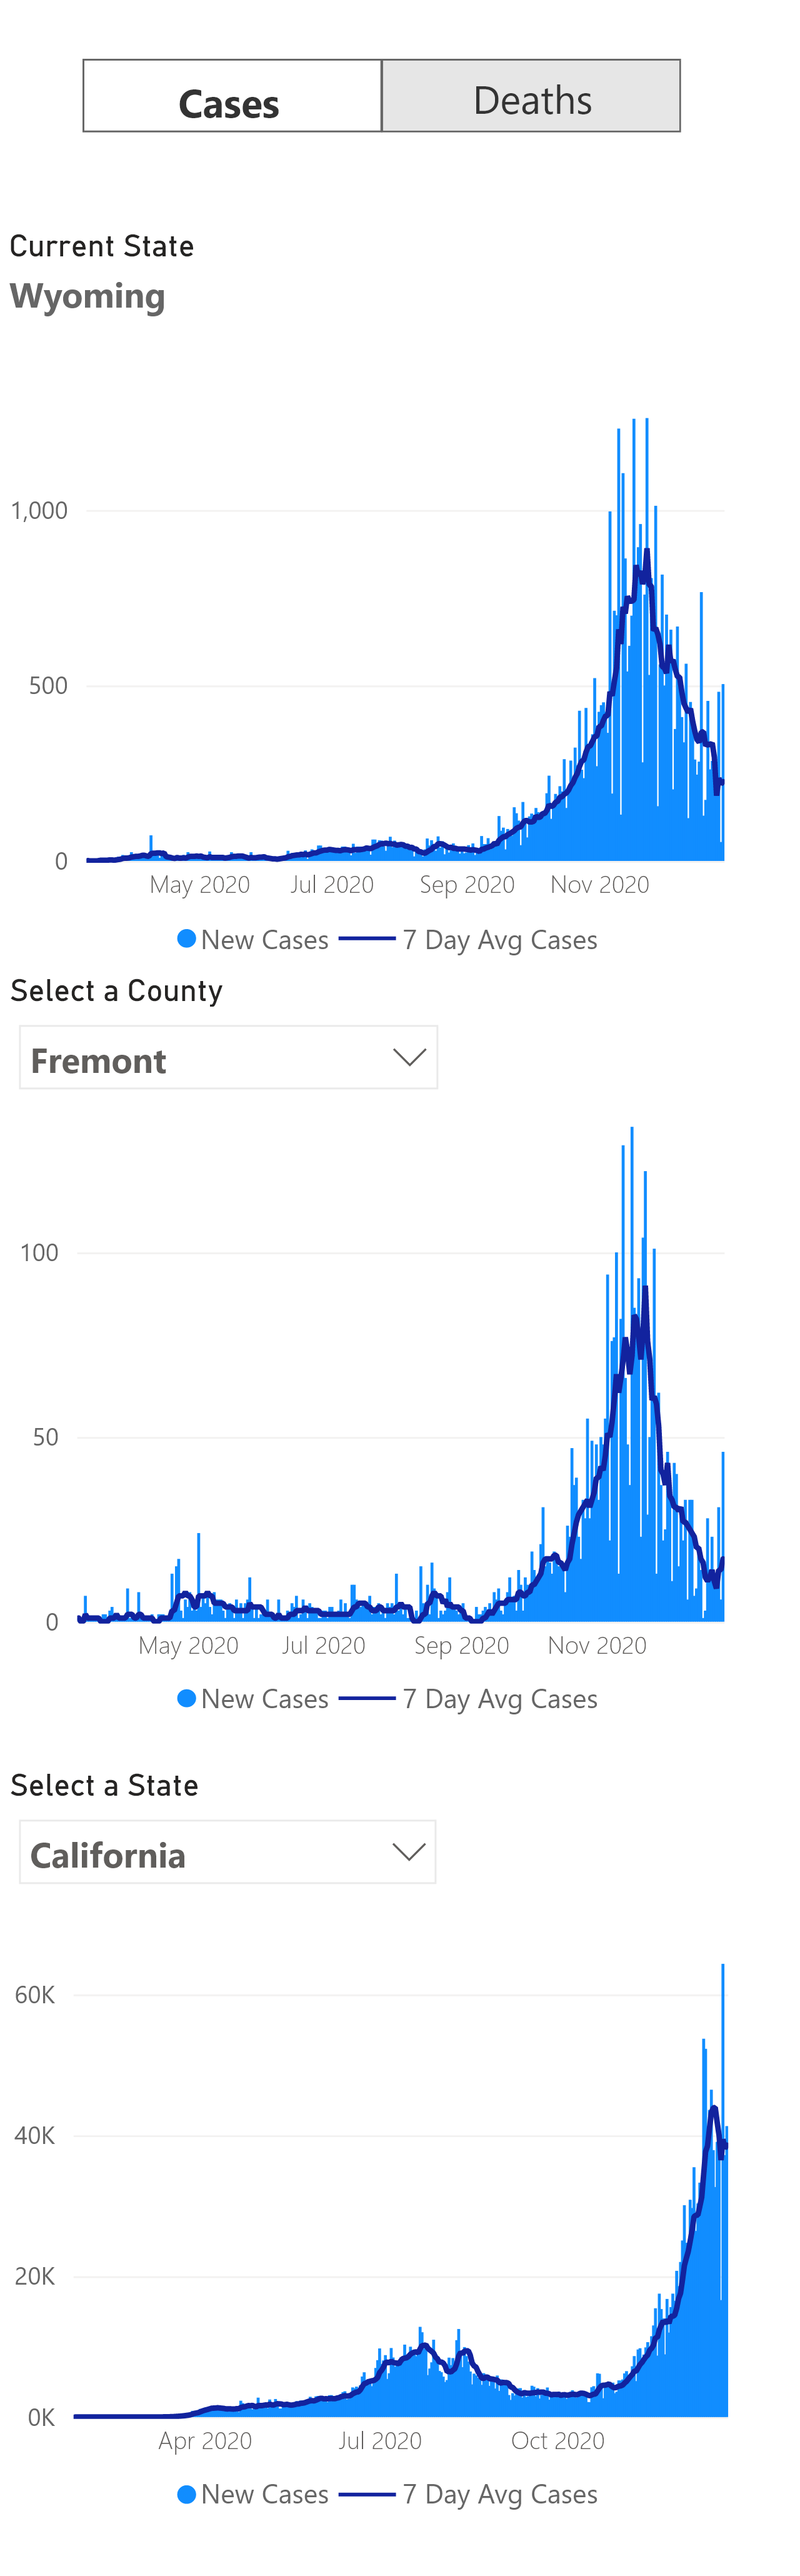 Cases Deaths
Current State
Wyoming
1,000
500
0
May 2020 Jul 2020 Sep 2020 Nov 2020
New Cases 7 Day Avg Cases
Select a County
Fremont
100
50
0
May 2020 Jul 2020 Sep 2020 Nov 2020
New Cases 7 Day Avg Cases
Select a State
California
60K
40K
20K
0K
Apr 2020 Jul 2020 Oct 2020
New Cases 7 Day Avg Cases